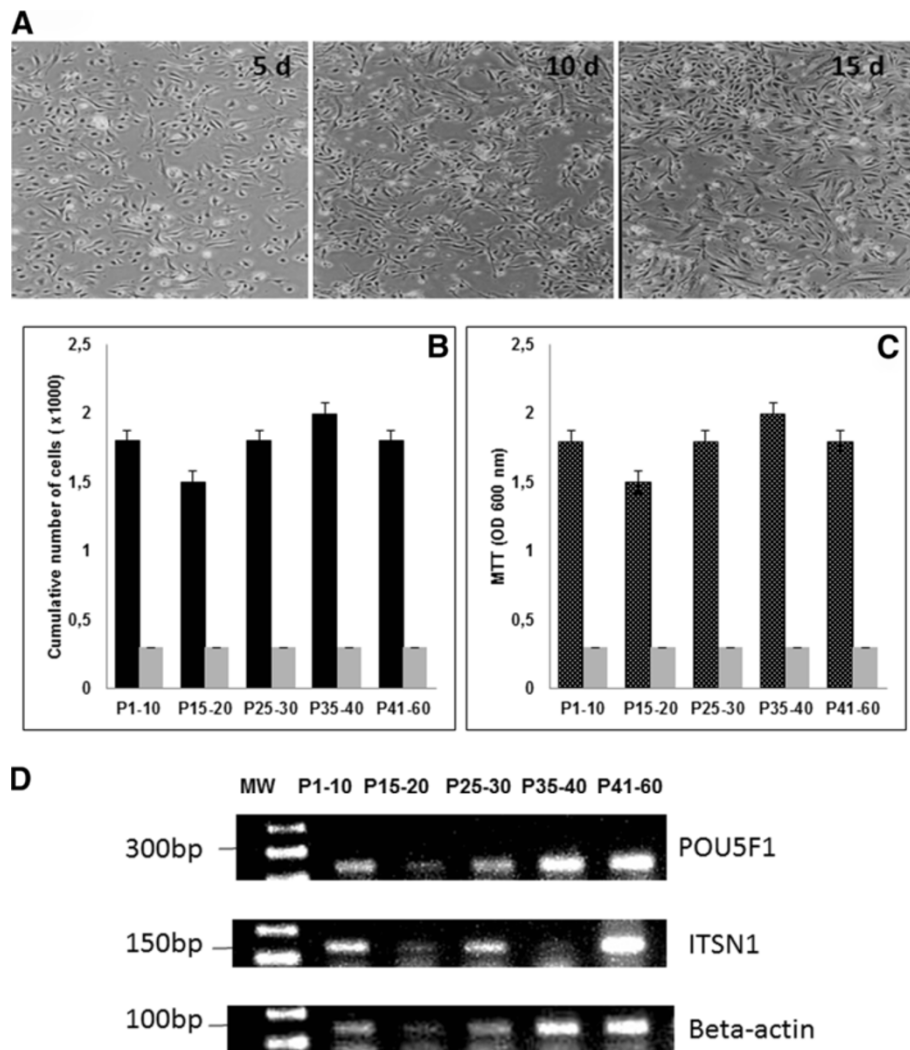 A
5 d 10 d 15 d
B
2,5
2
1,5
1
0,5
0
Cumulative number of cells ( x1000)
P1-10 P15-20 P25-30 P35-40 P41-60
C
2,5
2
1,5
1
0,5
0
MTT (OD 600 nm)
P1-10 P15-20 P25-30 P35-40 P41-60
D
MW P1-10 P15-20 P25-30 P35-40 P41-60
300bp POU5F1
150bp ITSN1
100bp Beta-actin